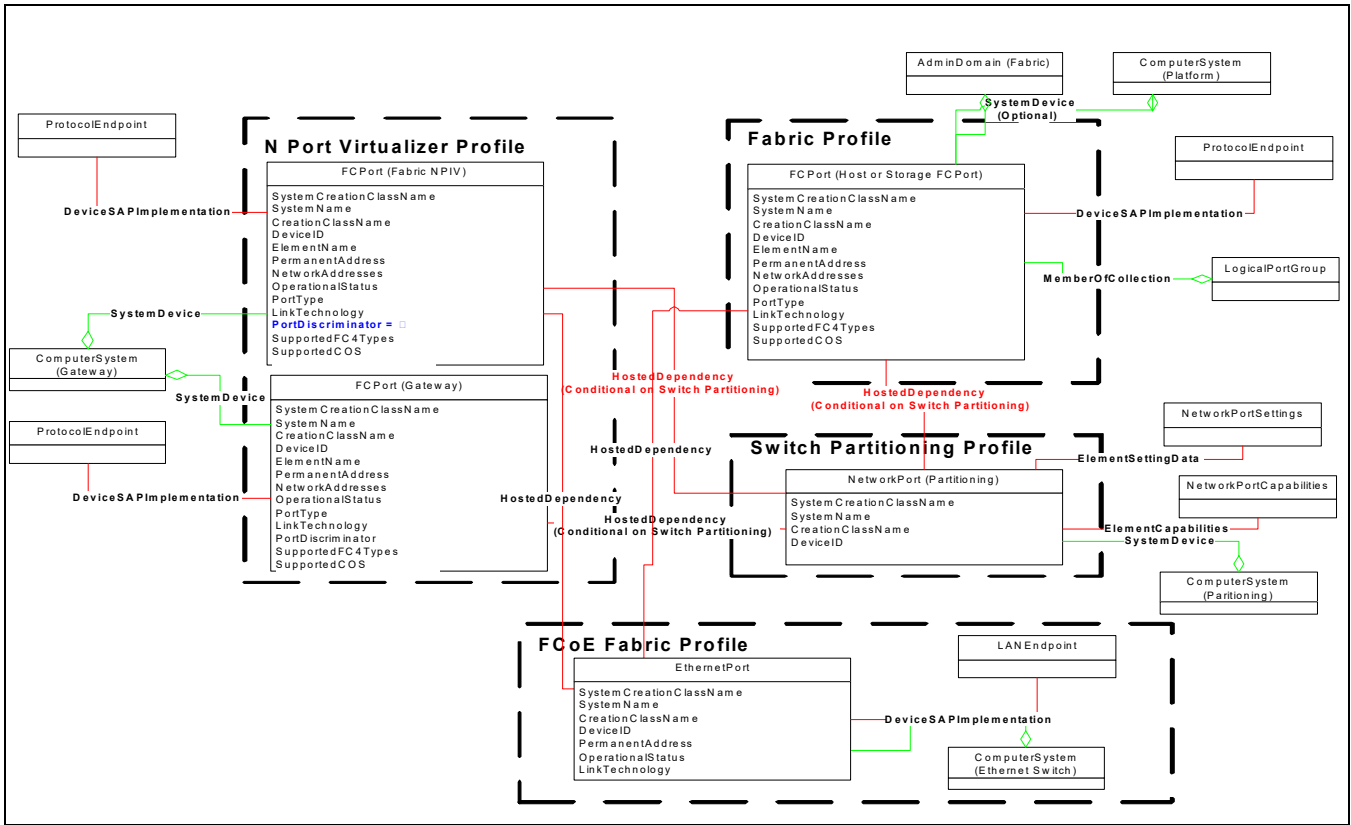 AdminDomain (Fabric)
ComputerSystem
(Platform)
SystemDevice
(Optional)
ProtocolEndpoint
N Port Virtualizer Profile
FCPort (Fabric NPIV)
SystemCreationClassName
SystemName
CreationClassName
DeviceID
ElementName
PermanentAddress
NetworkAddresses
OperationalStatus
PortType
LinkTechnology
PortDiscriminator =
SupportedFC4Types
SupportedCOS
DeviceSAPImplementation
SystemDevice
ComputerSystem
(Gateway)
SystemDevice
ProtocolEndpoint
DeviceSAPImplementation
FCPort (Gateway)
SystemCreationClassName
SystemName
CreationClassName
DeviceID
ElementName
PermanentAddress
NetworkAddresses
OperationalStatus
PortType
LinkTechnology
PortDiscriminator
SupportedFC4Types
SupportedCOS
Fabric Profile
FCPort (Host or Storage FCPort)
SystemCreationClassName
SystemName
CreationClassName
DeviceID
ElementName
PermanentAddress
NetworkAddresses
OperationalStatus
PortType
LinkTechnology
SupportedFC4Types
SupportedCOS
ProtocolEndpoint
DeviceSAPImplementation
MemberOfCollection
LogicalPortGroup
HostedDependency
(Conditional on Switch Partitioning)
HostedDependency
(Conditional on Switch Partitioning)
HostedDependency
HostedDependency
HostedDependency
(Conditional on Switch Partitioning)
Switch Partitioning Profile
NetworkPort (Partitioning)
SystemCreationClassName
SystemName
CreationClassName
DeviceID
NetworkPortSettings
ElementSettingData
NetworkPortCapabilities
ElementCapabilities
SystemDevice
ComputerSystem
(Paritioning)
FCoE Fabric Profile
EthernetPort
SystemCreationClassName
SystemName
CreationClassName
DeviceID
PermanentAddress
OperationalStatus
LinkTechnology
LANEndpoint
DeviceSAPImplementation
ComputerSystem
(Ethernet Switch)